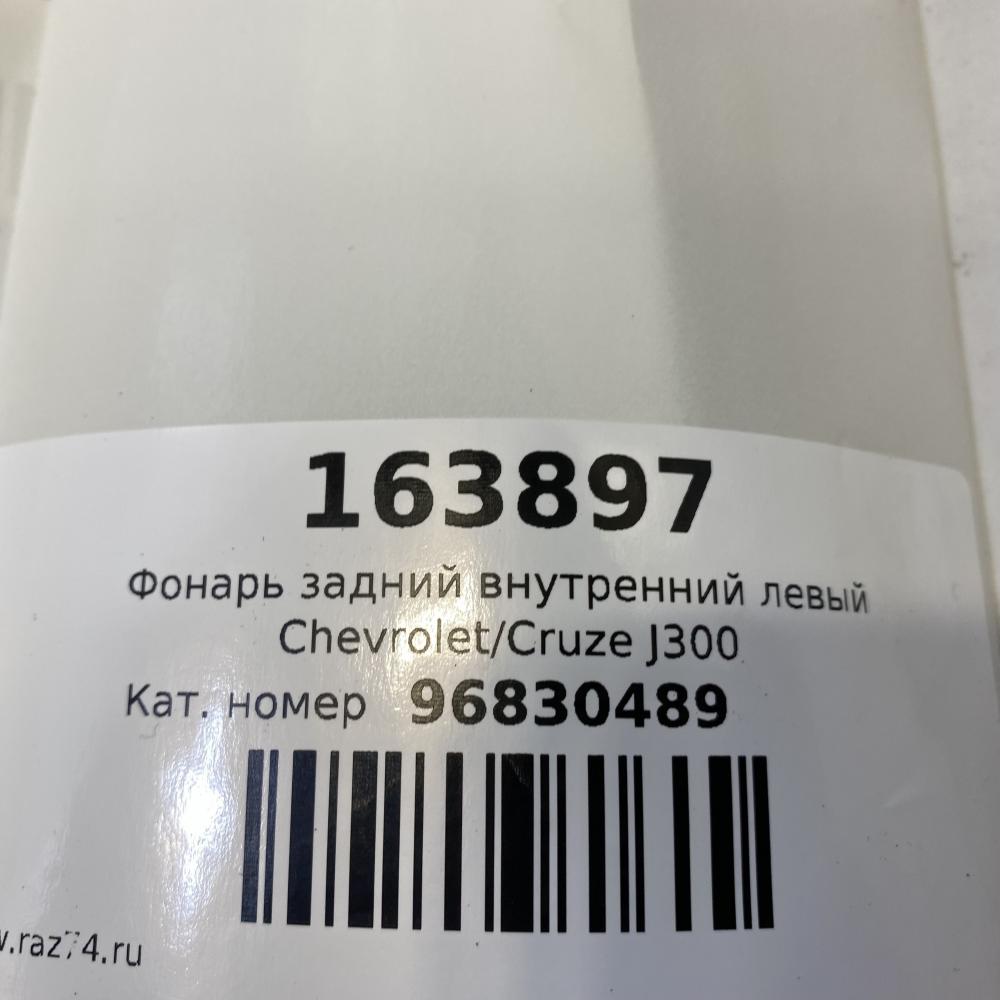 163897
Фонарь задний внутренний левый
Chevrolet/Cruze J300
Кат. номер 96830489
.raz74.ru